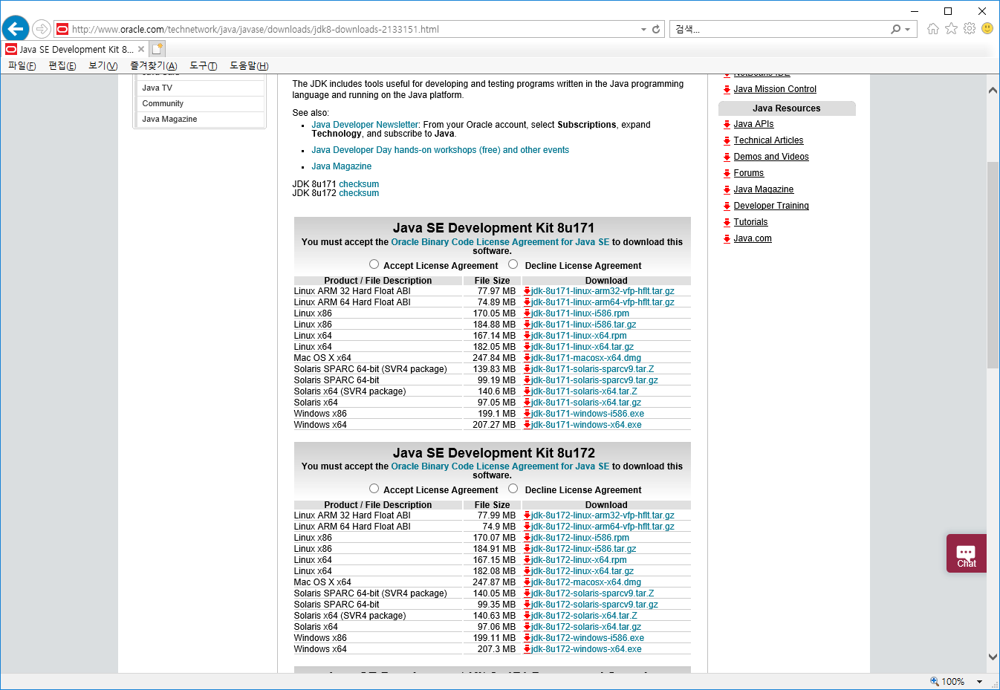 http://www.oracle.com/technetwork/java/javase/downloads/jdk8-downloads-2133151.html
검색...
Java SE Development Kit 8...
파일(F) 편집(E) 보기(V) 즐겨찾기(A) 도구(T) 도움말(H)
Java TV
Community
Java Magazine
The JDK includes tools useful for developing and testing programs written in the Java programming
language and running on the Java platform.
See also:
Java Developer Newsletter: From your Oracle account, select Subscriptions, expand
Technology, and subscribe to Java.
Java Developer Day hands-on workshops (free) and other events
Java Magazine
JDK 8u171 checksum
JDK 8u172 checksum
Java SE Development Kit 8u171
You must accept the Oracle Binary Code License Agreement for Java SE to download this
software.
Accept License Agreement Decline License Agreement
Product / File Description File Size Download
Linux ARM 32 Hard Float ABI 77.97 MB jdk-8u171-linux-arm32-vfp-hflt.tar.gz
Linux ARM 64 Hard Float ABI 74.89 MB jdk-8u171-linux-arm64-vfp-hflt.tar.gz
Linux x86 170.05 MB jdk-8u171-linux-i586.rpm
Linux x86 184.88 MB jdk-8u171-linux-i586.tar.gz
Linux x64 167.14 MB jdk-8u171-linux-x64.rpm
Linux x64 182.05 MB jdk-8u171-linux-x64.tar.gz
Mac OS X x64 247.84 MB jdk-8u171-macosx-x64.dmg
Solaris SPARC 64-bit (SVR4 package) 139.83 MB jdk-8u171-solaris-sparcv9.tar.Z
Solaris SPARC 64-bit 99.19 MB jdk-8u171-solaris-sparcv9.tar.gz
Solaris x64 (SVR4 package) 140.6 MB jdk-8u171-solaris-x64.tar.Z
Solaris x64 97.05 MB jdk-8u171-solaris-x64.tar.gz
Windows x86 199.1 MB jdk-8u171-windows-i586.exe
Windows x64 207.27 MB jdk-8u171-windows-x64.exe
Java SE Development Kit 8u172
You must accept the Oracle Binary Code License Agreement for Java SE to download this
software.
Accept License Agreement Decline License Agreement
Product / File Description File Size Download
Linux ARM 32 Hard Float ABI 77.99 MB jdk-8u172-linux-arm32-vfp-hflt.tar.gz
Linux ARM 64 Hard Float ABI 74.9 MB jdk-8u172-linux-arm64-vfp-hflt.tar.gz
Linux x86 170.07 MB jdk-8u172-linux-i586.rpm
Linux x86 184.91 MB jdk-8u172-linux-i586.tar.gz
Linux x64 167.15 MB jdk-8u172-linux-x64.rpm
Linux x64 182.08 MB jdk-8u172-linux-x64.tar.gz
Mac OS X x64 247.87 MB jdk-8u172-macosx-x64.dmg
Solaris SPARC 64-bit (SVR4 package) 140.05 MB jdk-8u172-solaris-sparcv9.tar.Z
Solaris SPARC 64-bit 99.35 MB jdk-8u172-solaris-sparcv9.tar.gz
Solaris x64 (SVR4 package) 140.63 MB jdk-8u172-solaris-x64.tar.Z
Solaris x64 97.06 MB jdk-8u172-solaris-x64.tar.gz
Windows x86 199.11 MB jdk-8u172-windows-i586.exe
Windows x64 207.3 MB jdk-8u172-windows-x64.exe
NetBeans IDE
Java Mission Control
Java Resources
Java APIs
Technical Articles
Demos and Videos
Forums
Java Magazine
Developer Training
Tutorials
Java.com
Chat
100%